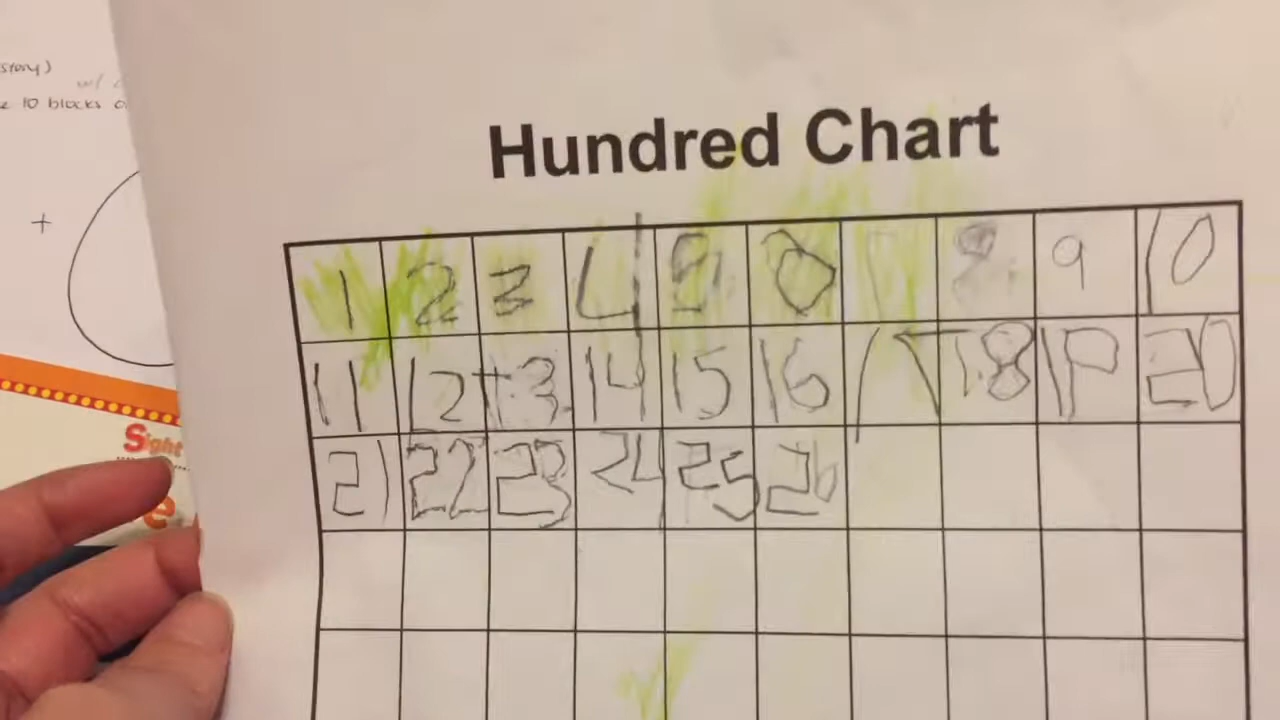 story)
w/
10 blocks
+
Hundred Chart
1 2 3 4 5 6 7 8 9 10
11 12 13 14 15 16 17 18 19 20
21 22 23 24 25 26
Sight
e